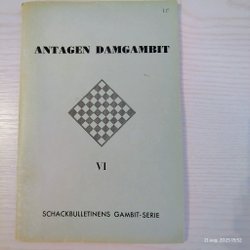 ANTAGEN DAMGAMBIT
VI
SCHACKBULLETINENS GAMBIT-SERIE